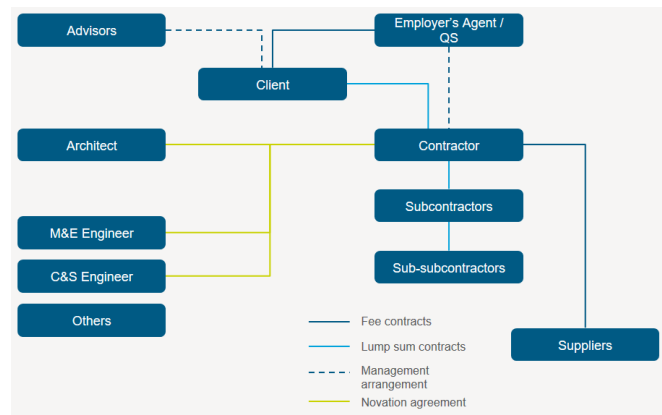 Advisors
Employer's Agent /
QS
Client
Architect
Contractor
Subcontractors
M&E Engineer
C&S Engineer
Sub-subcontractors
Others
Fee contracts
Lump sum contracts
Suppliers
Management
arrangement
Novation agreement